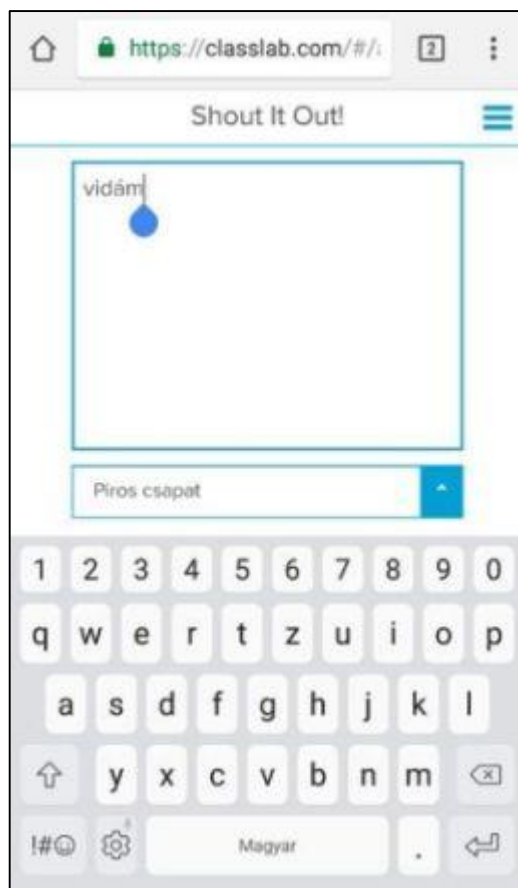 https://classlab.com/#/
2
Shout It Out!
vidám
Piros csapat
1 2 3 4 5 6 7 8 9 0
q w e r t z u i o p
a s d f g h j k l
y x c v b n m
!#☺ Magyar .